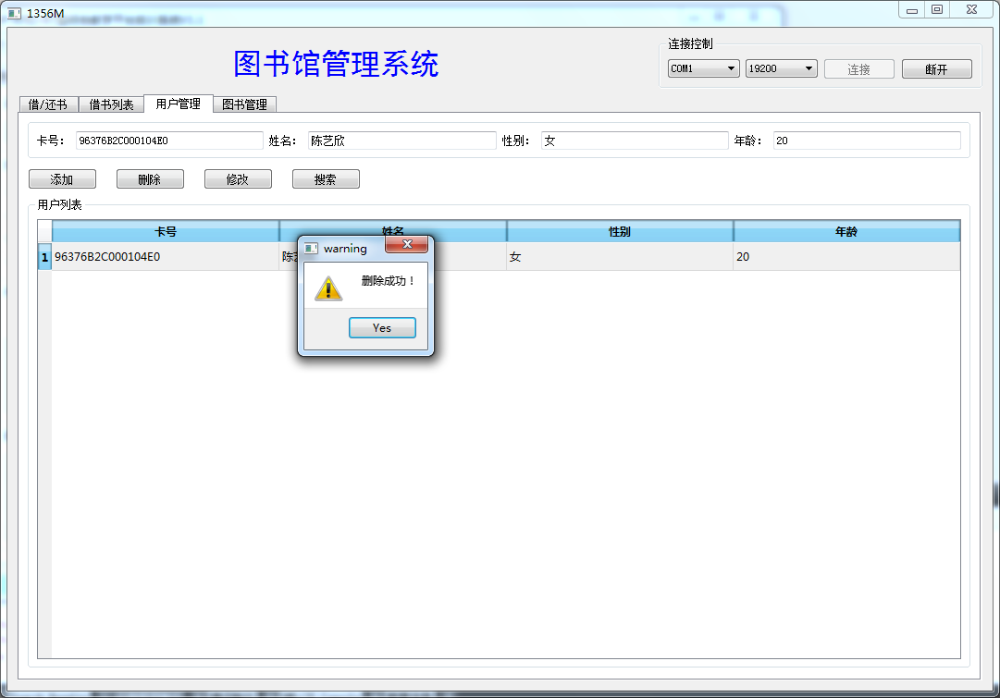 1356M
图书馆管理系统
连接控制
COM1 19200 连接 断开
借/还书 借书列表 用户管理 图书管理
卡号： 96376B2C000104E0 姓名： 陈艺欣 性别： 女 年龄： 20
添加 删除 修改 搜索
用户列表
卡号 姓名 性别 年龄
1 96376B2C000104E0 陈 女 20
warning
删除成功！
Yes